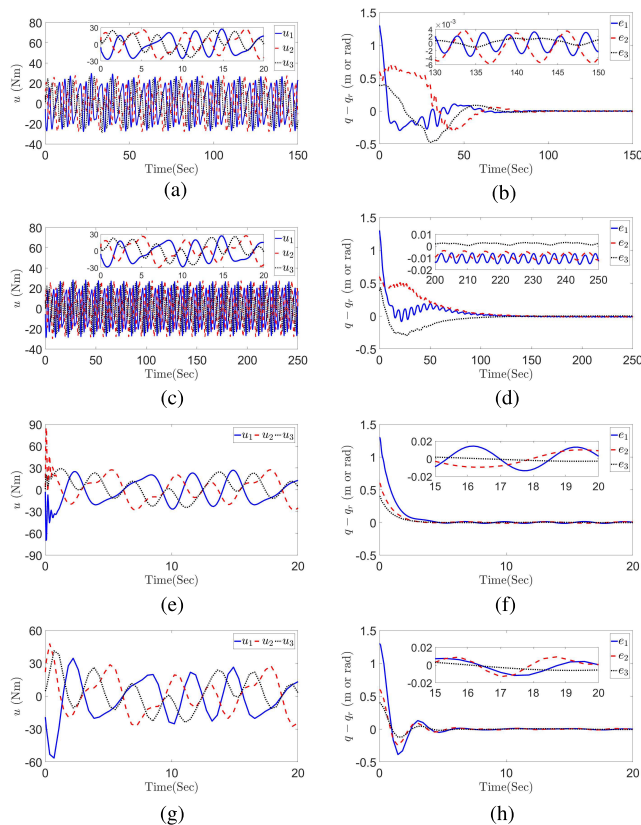 80
60
40
20
0
-20
-40
u (Nm)
30
0
-30
0 5 10 15 20
u₁
u₂
u₃
0 50 100 150
Time(Sec)
(a)
1.5
1
0.5
0
-0.5
q − qᵣ (m or rad)
×10⁻³
4
2
0
-2
-4
-6
130 135 140 145 150
e₁
e₂
e₃
0 50 100 150
Time(Sec)
(b)
80
60
40
20
0
-20
-40
u (Nm)
30
0
-30
0 5 10 15 20
u₁
u₂
u₃
0 50 100 150 200 250
Time(Sec)
(c)
1.5
1
0.5
0
-0.5
q − qᵣ (m or rad)
0.01
0
-0.01
-0.02
200 210 220 230 240 250
e₁
e₂
e₃
0 50 100 150 200 250
Time(Sec)
(d)
90
60
30
0
-30
-60
-90
u (Nm)
u₁ u₂ u₃
0 10 20
Time(Sec)
(e)
1.5
1
0.5
0
-0.5
q − qᵣ (m or rad)
0.02
0
-0.02
15 16 17 18 19 20
e₁
e₂
e₃
0 10 20
Time(Sec)
(f)
60
30
0
-30
-60
u (Nm)
u₁ u₂ u₃
0 10 20
Time(Sec)
(g)
1.5
1
0.5
0
-0.5
q − qᵣ (m or rad)
0.02
0
-0.02
15 16 17 18 19 20
e₁
e₂
e₃
0 10 20
Time(Sec)
(h)